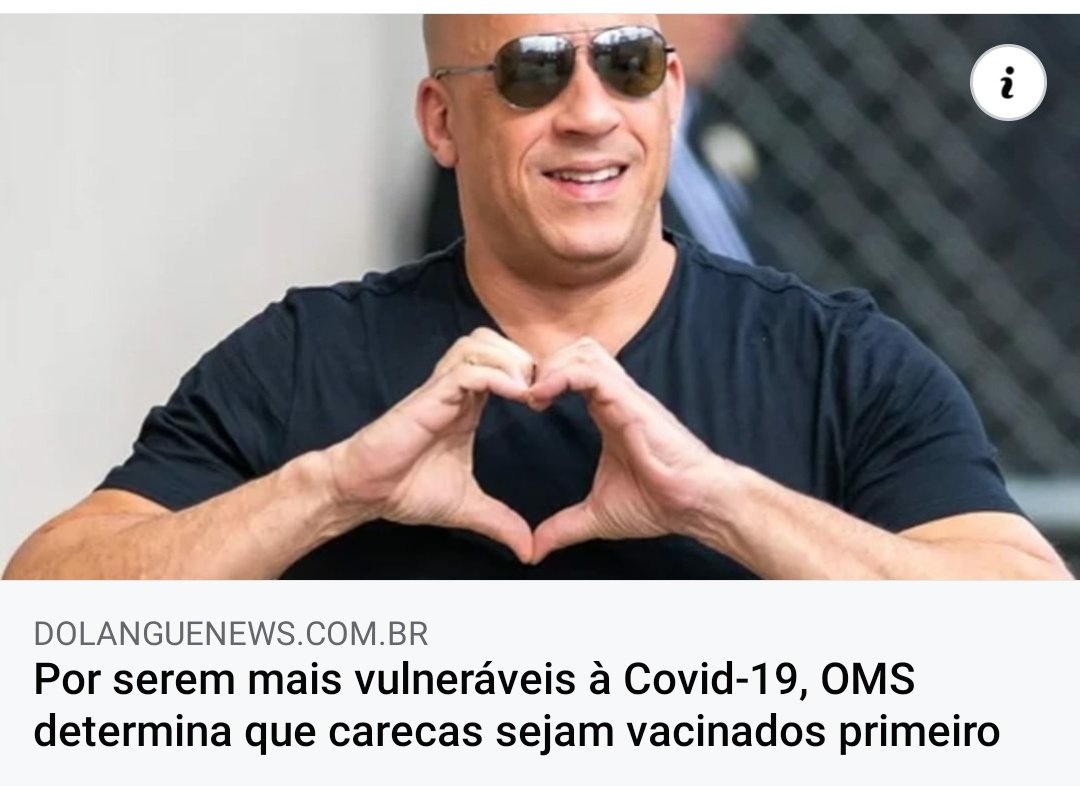 i
DOLANGUENEWS.COM.BR
Por serem mais vulneráveis à Covid-19, OMS
determina que carecas sejam vacinados primeiro